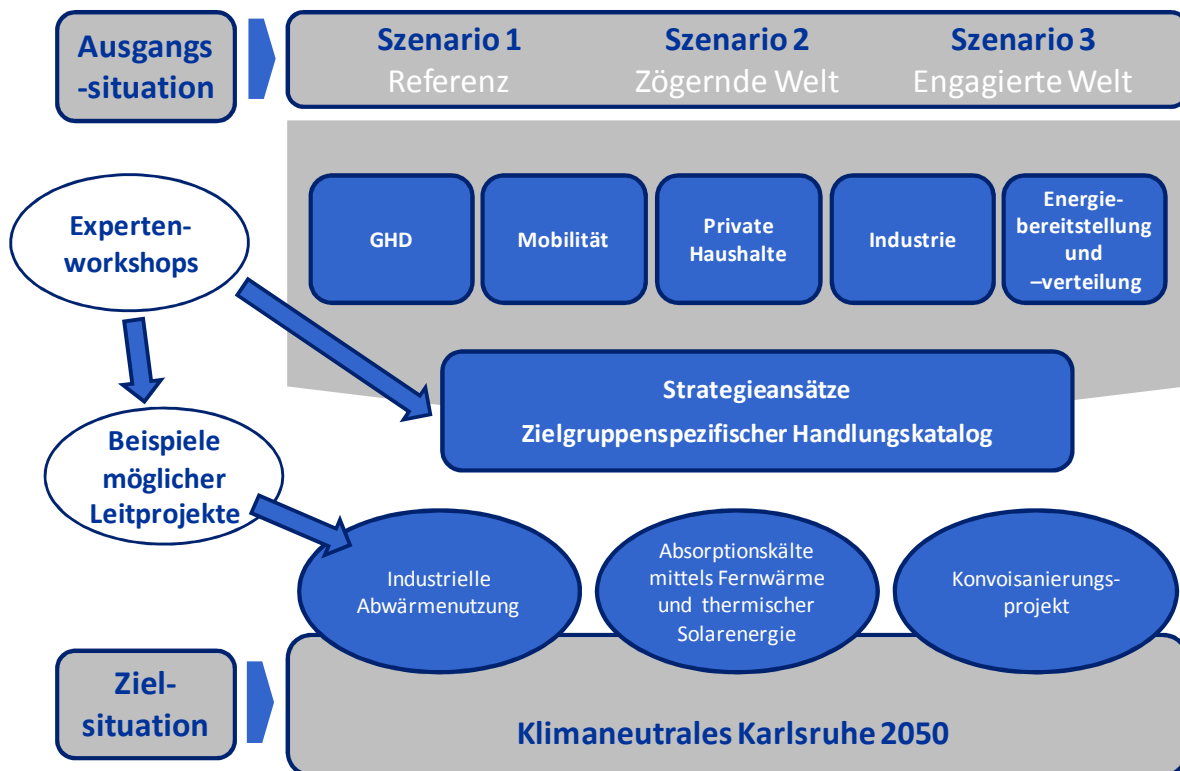 Ausgangs
-situation
Szenario 1
Referenz
Szenario 2
Zögernde Welt
Szenario 3
Engagierte Welt
Experten-
workshops
GHD
Mobilität
Private
Haushalte
Industrie
Energie-
bereitstellung
und
–verteilung
Strategieansätze
Zielgruppenspezifischer Handlungskatalog
Beispiele
möglicher
Leitprojekte
Industrielle
Abwärmenutzung
Absorptionskälte
mittels Fernwärme
und thermischer
Solarenergie
Konvoisanierungs-
projekt
Ziel-
situation
Klimaneutrales Karlsruhe 2050